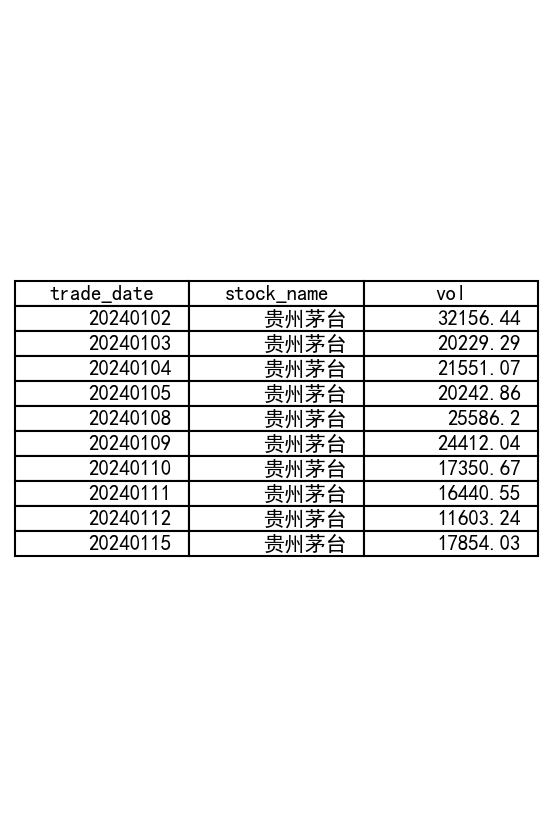 trade_date stock_name vol
20240102 贵州茅台 32156.44
20240103 贵州茅台 20229.29
20240104 贵州茅台 21551.07
20240105 贵州茅台 20242.86
20240108 贵州茅台 25586.2
20240109 贵州茅台 24412.04
20240110 贵州茅台 17350.67
20240111 贵州茅台 16440.55
20240112 贵州茅台 11603.24
20240115 贵州茅台 17854.03